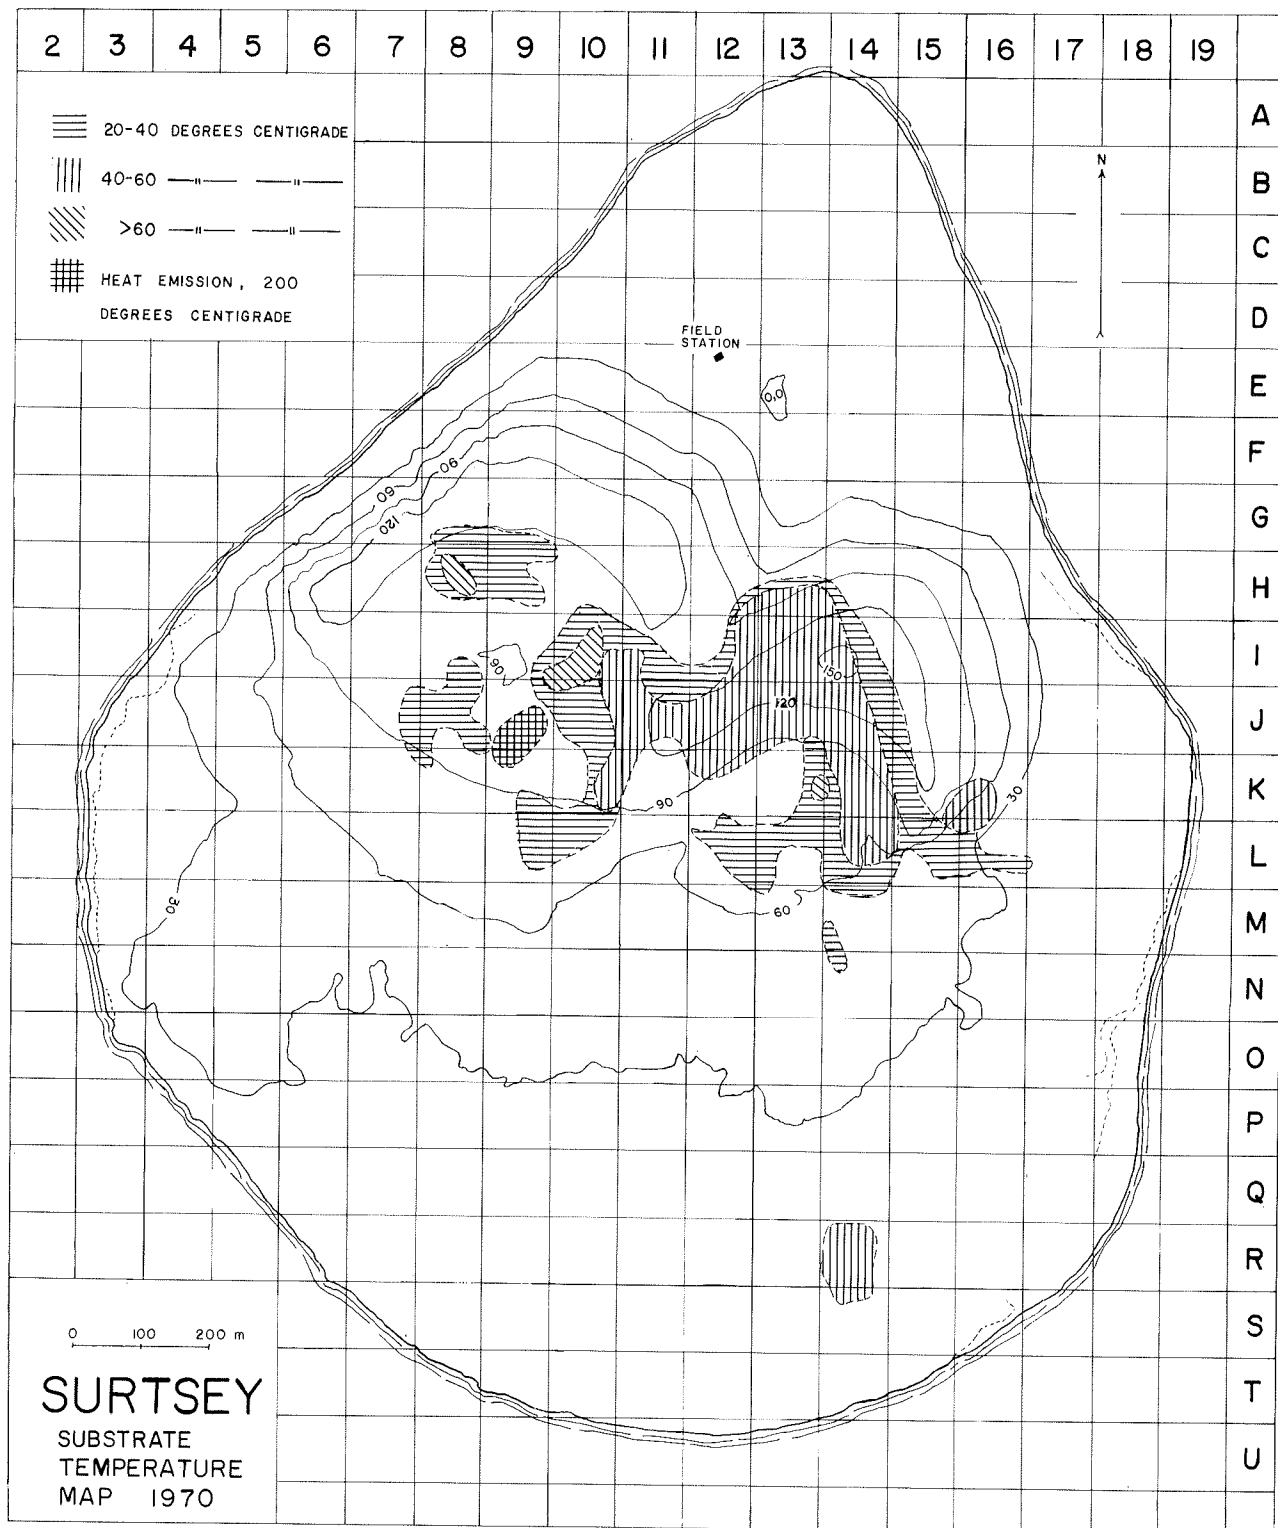 2 3 4 5 6 7 8 9 10 11 12 13 14 15 16 17 18 19
20-40 DEGREES CENTIGRADE
40-60 —"— —"—
>60 —"— —"—
HEAT EMISSION, 200
DEGREES CENTIGRADE
A
B
C
D
E
F
G
H
I
J
K
L
M
N
O
P
Q
R
S
T
U
N
FIELD
STATION
0,0
90
60
120
90
150
120
90
30
30
60
0 100 200 m
SURTSEY
SUBSTRATE
TEMPERATURE
MAP 1970